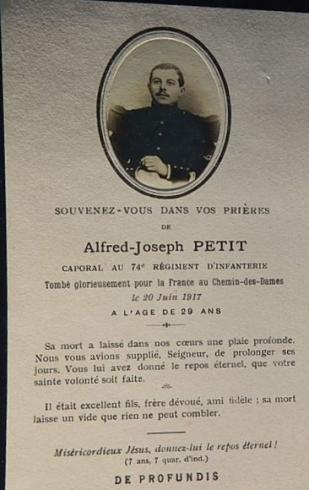 SOUVENEZ-VOUS DANS VOS PRIÈRES
DE
Alfred-Joseph PETIT
CAPORAL AU 74e RÉGIMENT D'INFANTERIE
Tombé glorieusement pour la France au Chemin-des-Dames
le 20 Juin 1917
A L'AGE DE 29 ANS
Sa mort a laissé dans nos cœurs une plaie profonde.
Nous vous avions supplié, Seigneur, de prolonger ses
jours. Vous lui avez donné le repos éternel, que votre
sainte volonté soit faite.
Il était excellent fils, frère dévoué, ami fidèle ; sa mort
laisse un vide que rien ne peut combler.
Miséricordieux Jésus, donnez-lui le repos éternel !
(7 ans, 7 quar. d'ind.)
DE PROFUNDIS